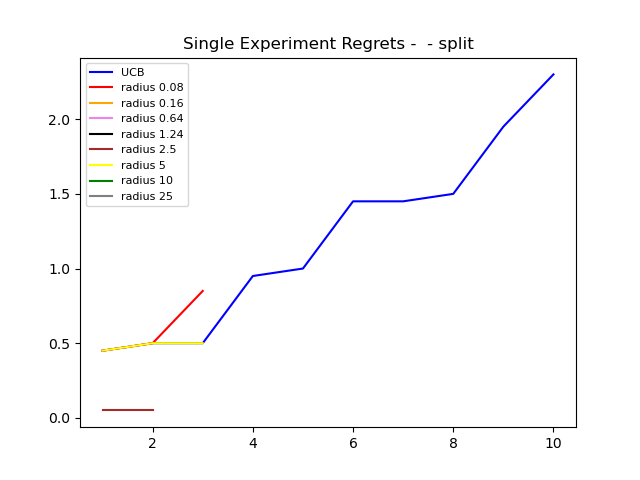 Single Experiment Regrets -  - split
UCB
radius 0.08
radius 0.16
radius 0.64
radius 1.24
radius 2.5
radius 5
radius 10
radius 25
2.0
1.5
1.0
0.5
0.0
2 4 6 8 10